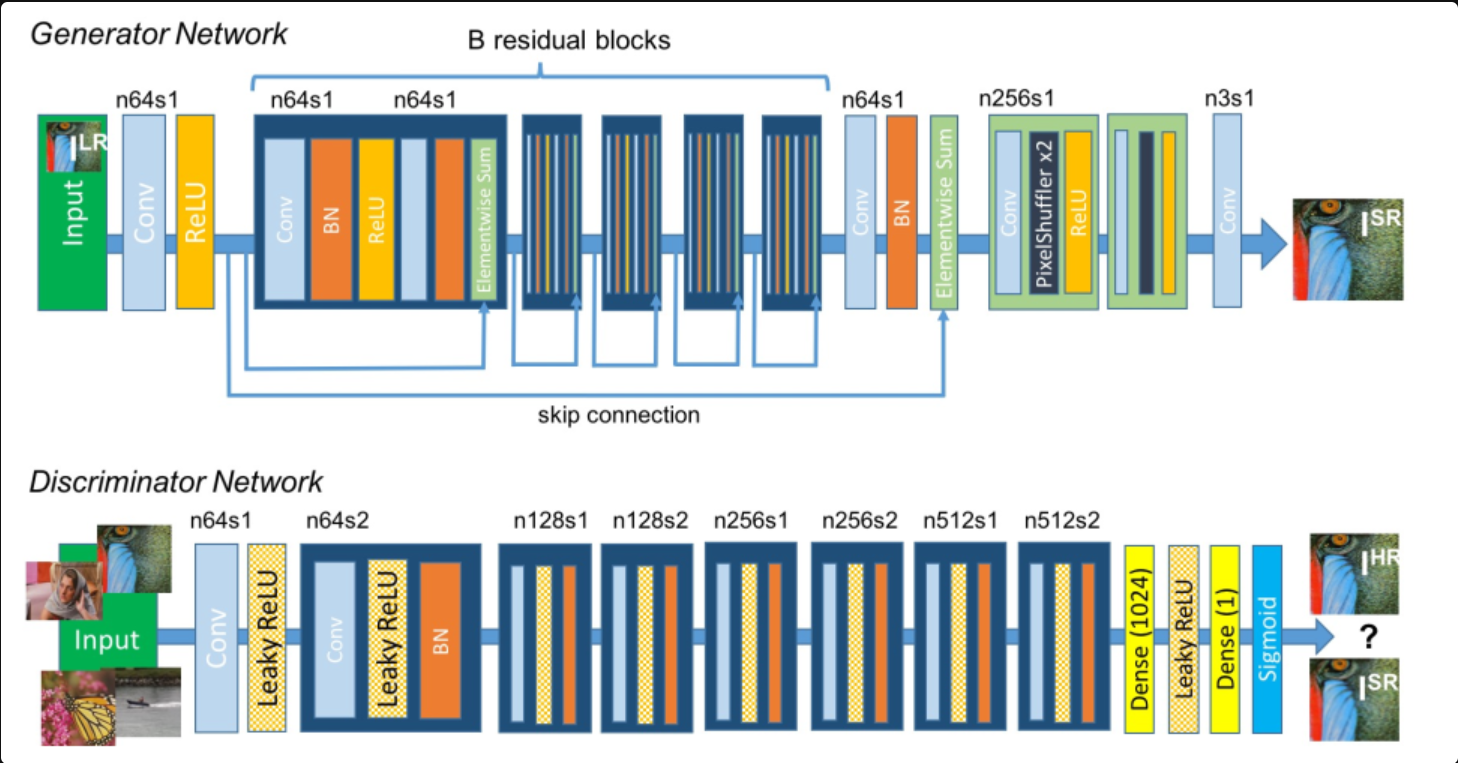 Generator Network
B residual blocks
n64s1 n64s1 n64s1 n64s1 n256s1 n3s1
Input
I LR
Conv
ReLU
Conv
BN
ReLU
Elementwise Sum
Conv
BN
Elementwise Sum
Conv
PixelShuffler x2
ReLU
Conv
I SR
skip connection
Discriminator Network
n64s1 n64s2 n128s1 n128s2 n256s1 n256s2 n512s1 n512s2
Input
Conv
Leaky ReLU
Conv
Leaky ReLU
BN
Dense (1024)
Leaky ReLU
Dense (1)
Sigmoid
I HR
?
I SR